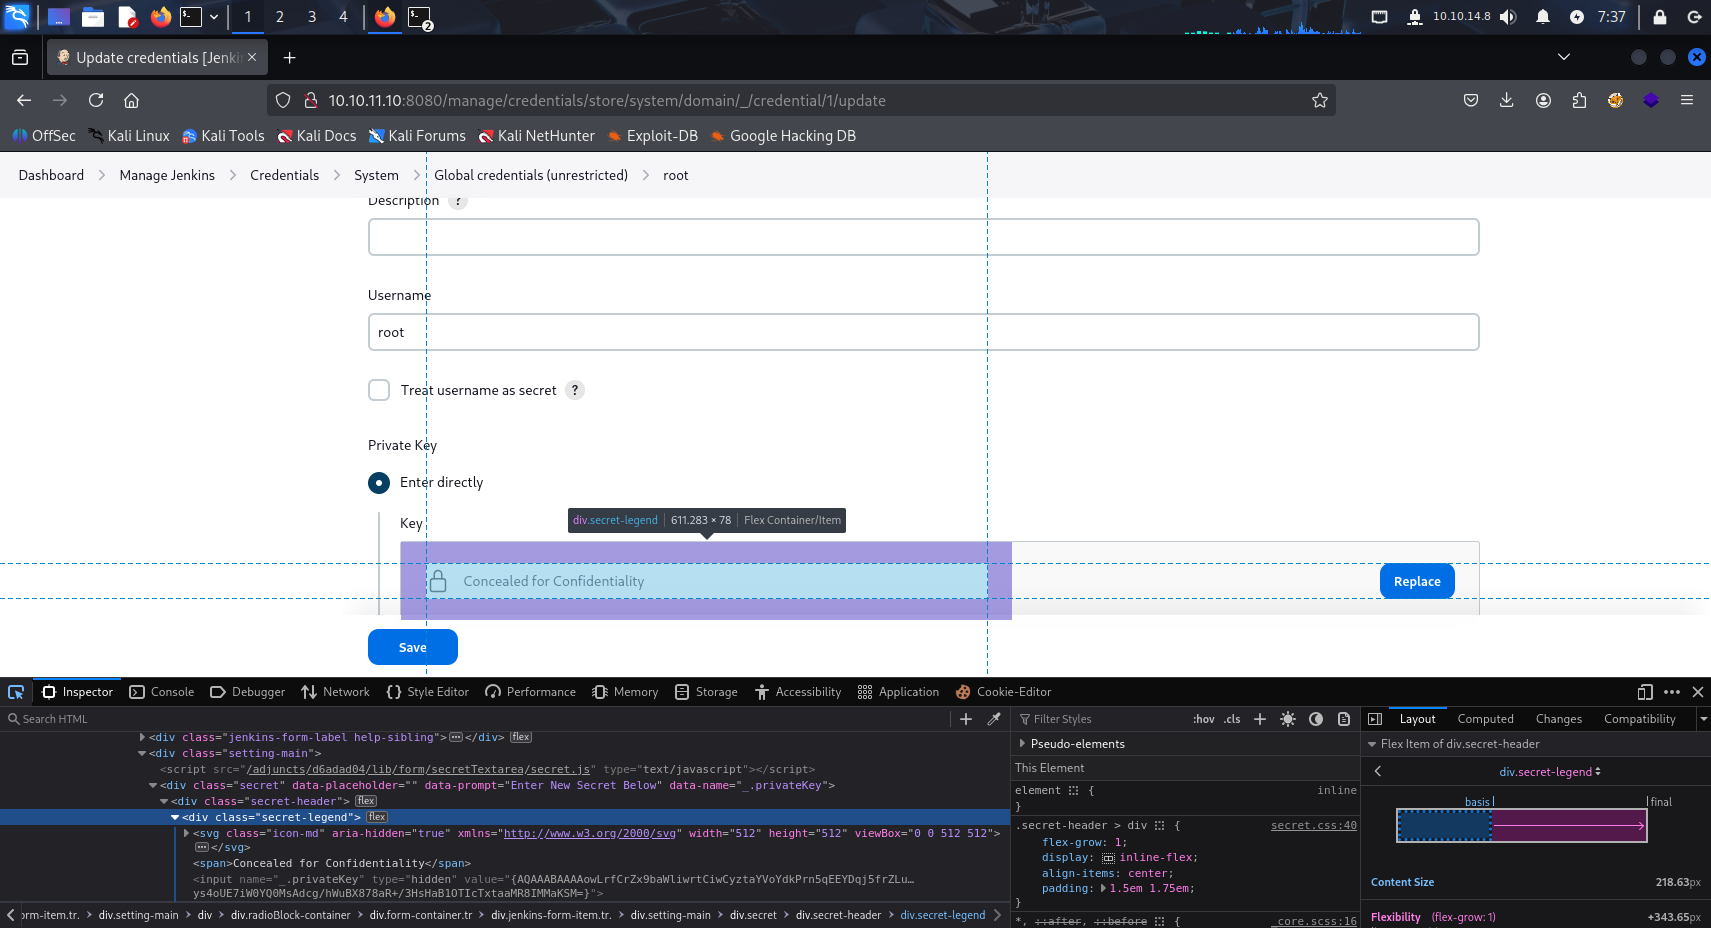 1 2 3 4 2 10.10.14.8 7:37
Update credentials [Jenki
10.10.11.10:8080/manage/credentials/store/system/domain/_/credential/1/update
OffSec Kali Linux Kali Tools Kali Docs Kali Forums Kali NetHunter Exploit-DB Google Hacking DB
Dashboard Manage Jenkins Credentials System Global credentials (unrestricted) root
Description ?
Username
root
Treat username as secret ?
Private Key
Enter directly
div.secret-legend 611.283 × 78 Flex Container/Item
Key
Concealed for Confidentiality Replace
Save
Inspector Console Debugger Network Style Editor Performance Memory Storage Accessibility Application Cookie-Editor
Search HTML
<div class="jenkins-form-label help-sibling"></div> flex
<div class="setting-main">
<script src="/adjuncts/d6adad04/lib/form/secretTextarea/secret.js" type="text/javascript"></script>
<div class="secret" data-placeholder="" data-prompt="Enter New Secret Below" data-name="_.privateKey">
<div class="secret-header"> flex
<div class="secret-legend"> flex
<svg class="icon-md" aria-hidden="true" xmlns="http://www.w3.org/2000/svg" width="512" height="512" viewBox="0 0 512 512">
</svg>
<span>Concealed for Confidentiality</span>
<input name="_.privateKey" type="hidden" value="{AQAAABAAAAowLrfCrZx9baWliwrtCiwCyztaYVoYdkPrn5qEEYDqj5frZLu…
ys4oUE7iW0YQ0MsAdcg/hWuBX878aR+/3HsHaB1OTIcTxtaaMR8IMMaKSM=}">
orm-item.tr. div.setting-main div div.radioBlock-container div.form-container.tr div.jenkins-form-item.tr. div.setting-main div.secret div.secret-header div.secret-legend
Filter Styles :hov .cls
Pseudo-elements
This Element
element { inline
}
.secret-header > div { secret.css:40
flex-grow: 1;
display: inline-flex;
align-items: center;
padding: 1.5em 1.75em;
}
*, ::after, ::before { _core.scss:16
Layout Computed Changes Compatibility
Flex Item of div.secret-header
div.secret-legend
basis final
Content Size 218.63px
Flexibility (flex-grow: 1) +343.65px